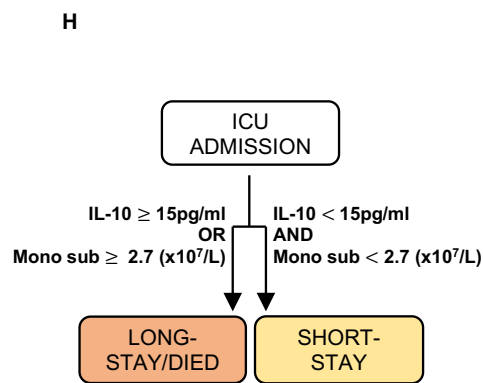 H
ICU
ADMISSION
IL-10 ≥ 15pg/ml
OR
Mono sub ≥ 2.7 (x10⁷/L)
IL-10 < 15pg/ml
AND
Mono sub < 2.7 (x10⁷/L)
LONG-
STAY/DIED
SHORT-
STAY